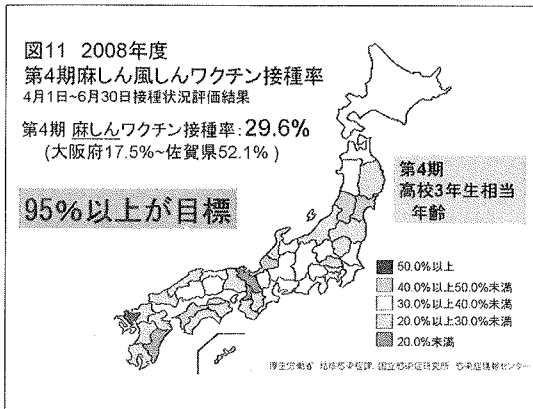 図11 2008年度
第4期麻しん風しんワクチン接種率
4月1日~6月30日接種状況評価結果
第4期 麻しんワクチン接種率:29.6%
(大阪府17.5%~佐賀県52.1% )
95%以上が目標
第4期
高校3年生相当
年齢
50.0%以上
40.0%以上50.0%未満
30.0%以上40.0%未満
20.0%以上30.0%未満
20.0%未満
厚生労働省 結核感染症課, 国立感染症研究所 感染症情報センター